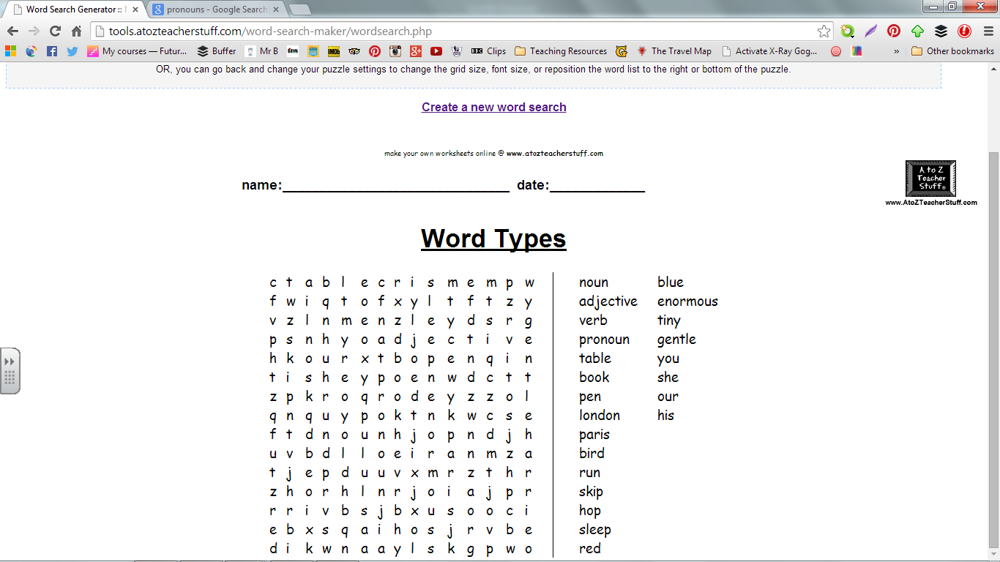 Word Search Generator :: 
pronouns - Google Search
tools.atozteacherstuff.com/word-search-maker/wordsearch.php
My courses — Futur... Buffer Mr B tes IMDb BBC Clips Teaching Resources The Travel Map Activate X-Ray Gog... » Other bookmarks
OR, you can go back and change your puzzle settings to change the grid size, font size, or reposition the word list to the right or bottom of the puzzle.
Create a new word search
make your own worksheets online @ www.atozteacherstuff.com
A to Z
Teacher
Stuff®
www.AtoZTeacherStuff.com
name:_______________________________ date:_____________
Word Types
c t a b l e c r i s m e m p w noun blue
f w i q t o f x y l t f t z y adjective enormous
v z l n m e n z l e y d s r g verb tiny
p s n h y o a d j e c t i v e pronoun gentle
h k o u r x t b o p e n q i n table you
t i s h e y p o e n w d c t t book she
z p k r o q r o d e y z z o l pen our
q n q u y p o k t n k w c s e london his
f t d n o u n h j o p n d j h paris
u v b d l l o e i r a n m z a bird
t j e p d u u v x m r z t h r run
z h o r h l n r j o i a j p r skip
r r i v b s j b x u s o o c i hop
e b x s q a i h o s j r v b e sleep
d i k w n a a y l s k g p w o red